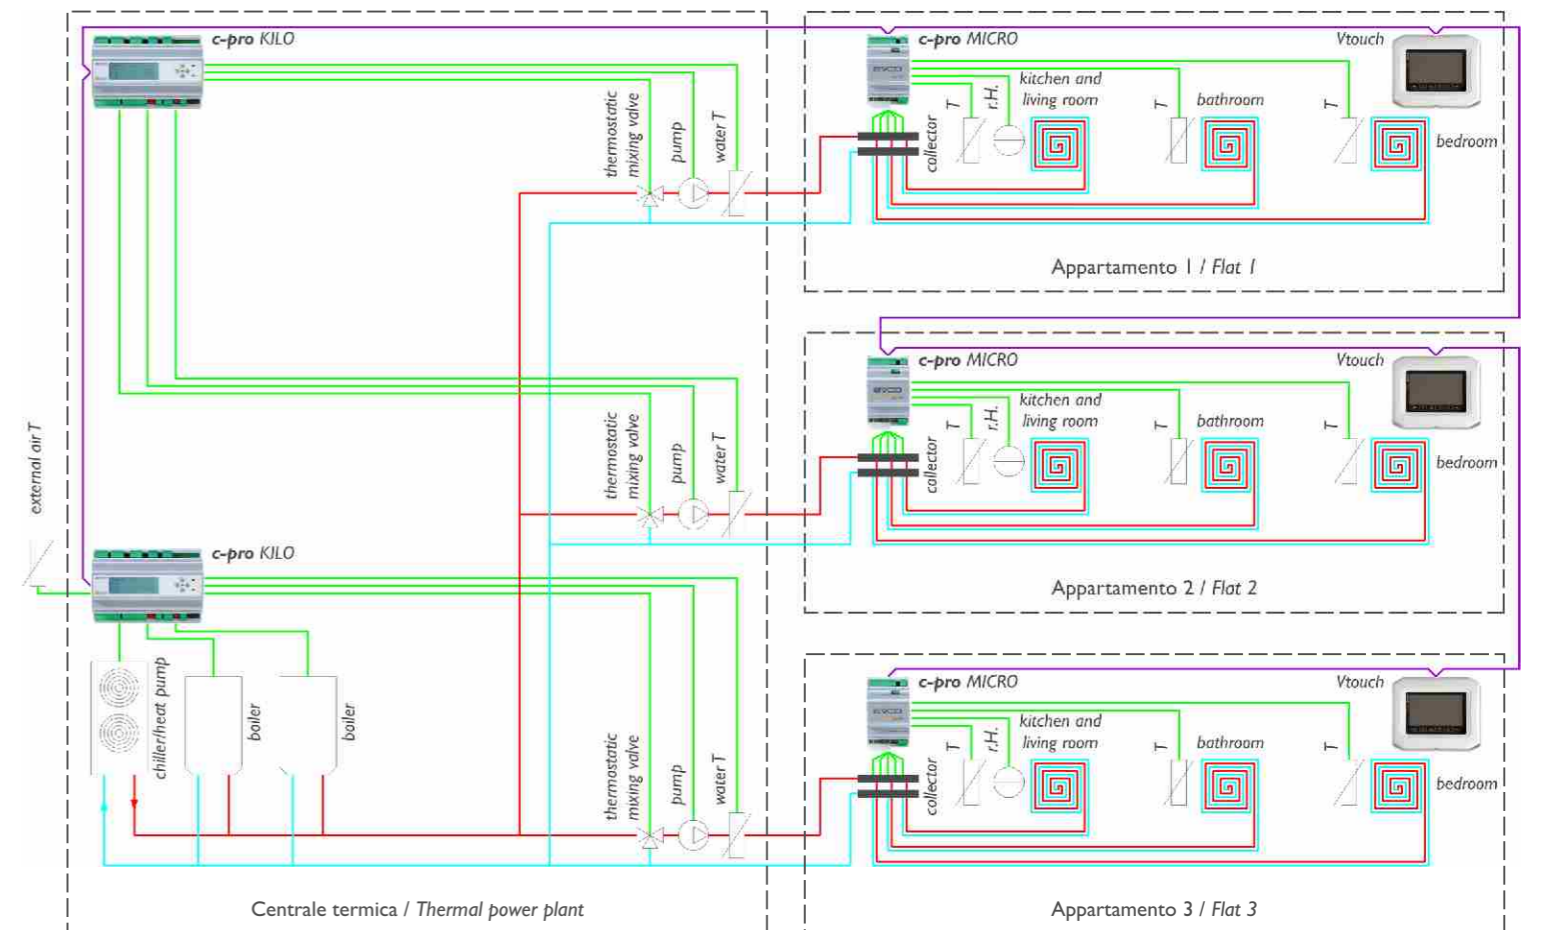 c-pro KILO
thermostatic
mixing valve
pump
water T
c-pro MICRO
Vtouch
EVCO
T
r.H.
kitchen and
living room
T
bathroom
T
bedroom
collector
Appartamento 1 / Flat 1
external air T
thermostatic
mixing valve
pump
water T
c-pro MICRO
Vtouch
EVCO
T
r.H.
kitchen and
living room
T
bathroom
T
bedroom
collector
Appartamento 2 / Flat 2
c-pro KILO
chiller/heat pump
boiler
boiler
thermostatic
mixing valve
pump
water T
c-pro MICRO
Vtouch
EVCO
T
r.H.
kitchen and
living room
T
bathroom
T
bedroom
collector
Centrale termica / Thermal power plant
Appartamento 3 / Flat 3